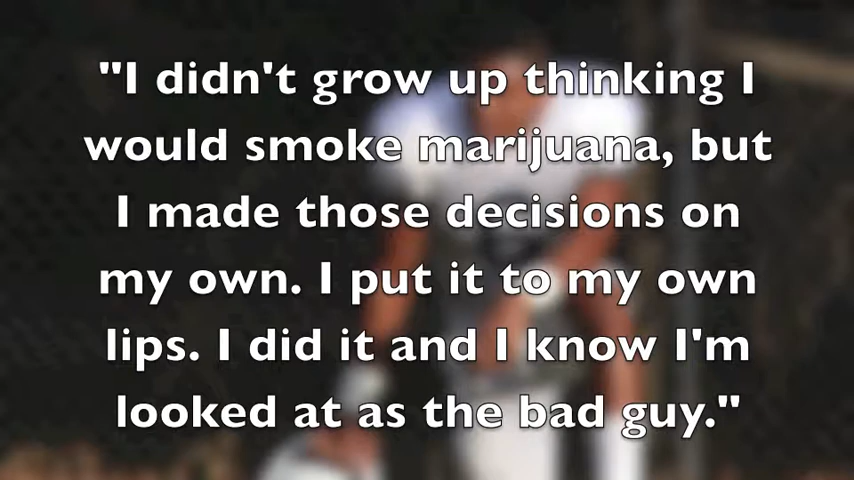 "I didn't grow up thinking I
would smoke marijuana, but
I made those decisions on
my own. I put it to my own
lips. I did it and I know I'm
looked at as the bad guy."